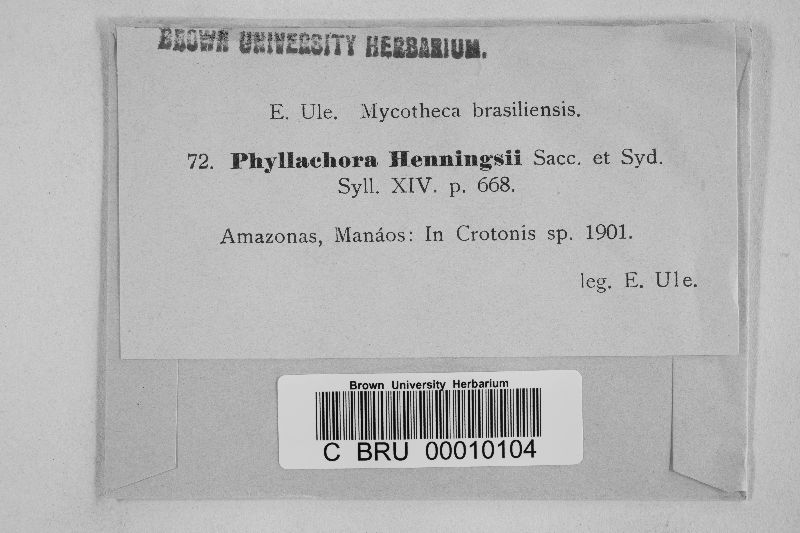 BROWN UNIVERSITY HERBARIUM.
E. Ule. Mycotheca brasiliensis.
72. Phyllachora Henningsii Sacc. et Syd.
Syll. XIV. p. 668.
Amazonas, Manáos: In Crotonis sp. 1901.
leg. E. Ule.
Brown University Herbarium
C BRU 00010104